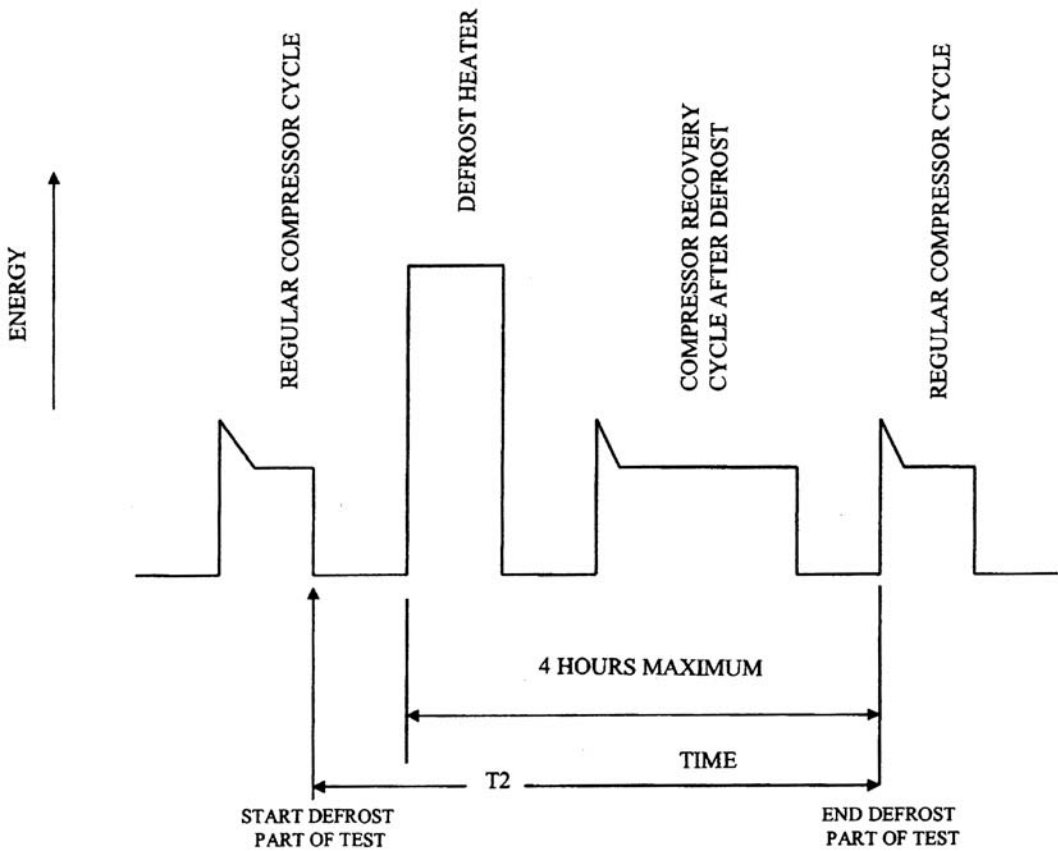 ENERGY
REGULAR COMPRESSOR CYCLE
DEFROST HEATER
COMPRESSOR RECOVERY
CYCLE AFTER DEFROST
REGULAR COMPRESSOR CYCLE
4 HOURS MAXIMUM
TIME
T2
START DEFROST
PART OF TEST
END DEFROST
PART OF TEST